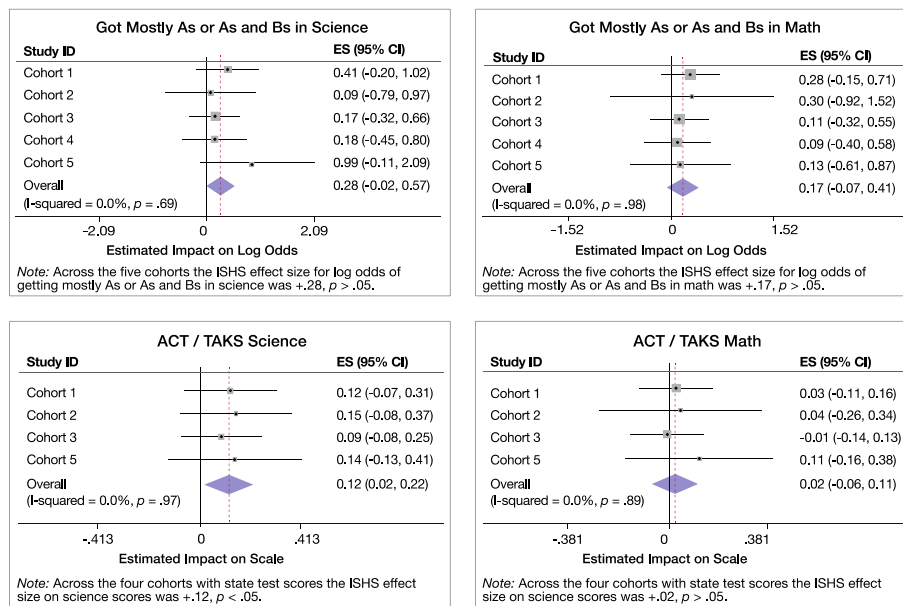 Got Mostly As or As and Bs in Science
Study ID ES (95% CI)
Cohort 1 0.41 (-0.20, 1.02)
Cohort 2 0.09 (-0.79, 0.97)
Cohort 3 0.17 (-0.32, 0.66)
Cohort 4 0.18 (-0.45, 0.80)
Cohort 5 0.99 (-0.11, 2.09)
Overall 0.28 (-0.02, 0.57)
(I-squared = 0.0%, p = .69)
-2.09 0 2.09
Estimated Impact on Log Odds
Note: Across the five cohorts the ISHS effect size for log odds of
getting mostly As or As and Bs in science was +.28, p > .05.
Got Mostly As or As and Bs in Math
Study ID ES (95% CI)
Cohort 1 0.28 (-0.15, 0.71)
Cohort 2 0.30 (-0.92, 1.52)
Cohort 3 0.11 (-0.32, 0.55)
Cohort 4 0.09 (-0.40, 0.58)
Cohort 5 0.13 (-0.61, 0.87)
Overall 0.17 (-0.07, 0.41)
(I-squared = 0.0%, p = .98)
-1.52 0 1.52
Estimated Impact on Log Odds
Note: Across the five cohorts the ISHS effect size for log odds of
getting mostly As or As and Bs in math was +.17, p > .05.
ACT / TAKS Science
Study ID ES (95% CI)
Cohort 1 0.12 (-0.07, 0.31)
Cohort 2 0.15 (-0.08, 0.37)
Cohort 3 0.09 (-0.08, 0.25)
Cohort 5 0.14 (-0.13, 0.41)
Overall 0.12 (0.02, 0.22)
(I-squared = 0.0%, p = .97)
-.413 0 .413
Estimated Impact on Scale
Note: Across the four cohorts with state test scores the ISHS effect
size on science scores was +.12, p < .05.
ACT / TAKS Math
Study ID ES (95% CI)
Cohort 1 0.03 (-0.11, 0.16)
Cohort 2 0.04 (-0.26, 0.34)
Cohort 3 -0.01 (-0.14, 0.13)
Cohort 5 0.11 (-0.16, 0.38)
Overall 0.02 (-0.06, 0.11)
(I-squared = 0.0%, p = .89)
-.381 0 .381
Estimated Impact on Scale
Note: Across the four cohorts with state test scores the ISHS effect
size on science scores was +.02, p > .05.